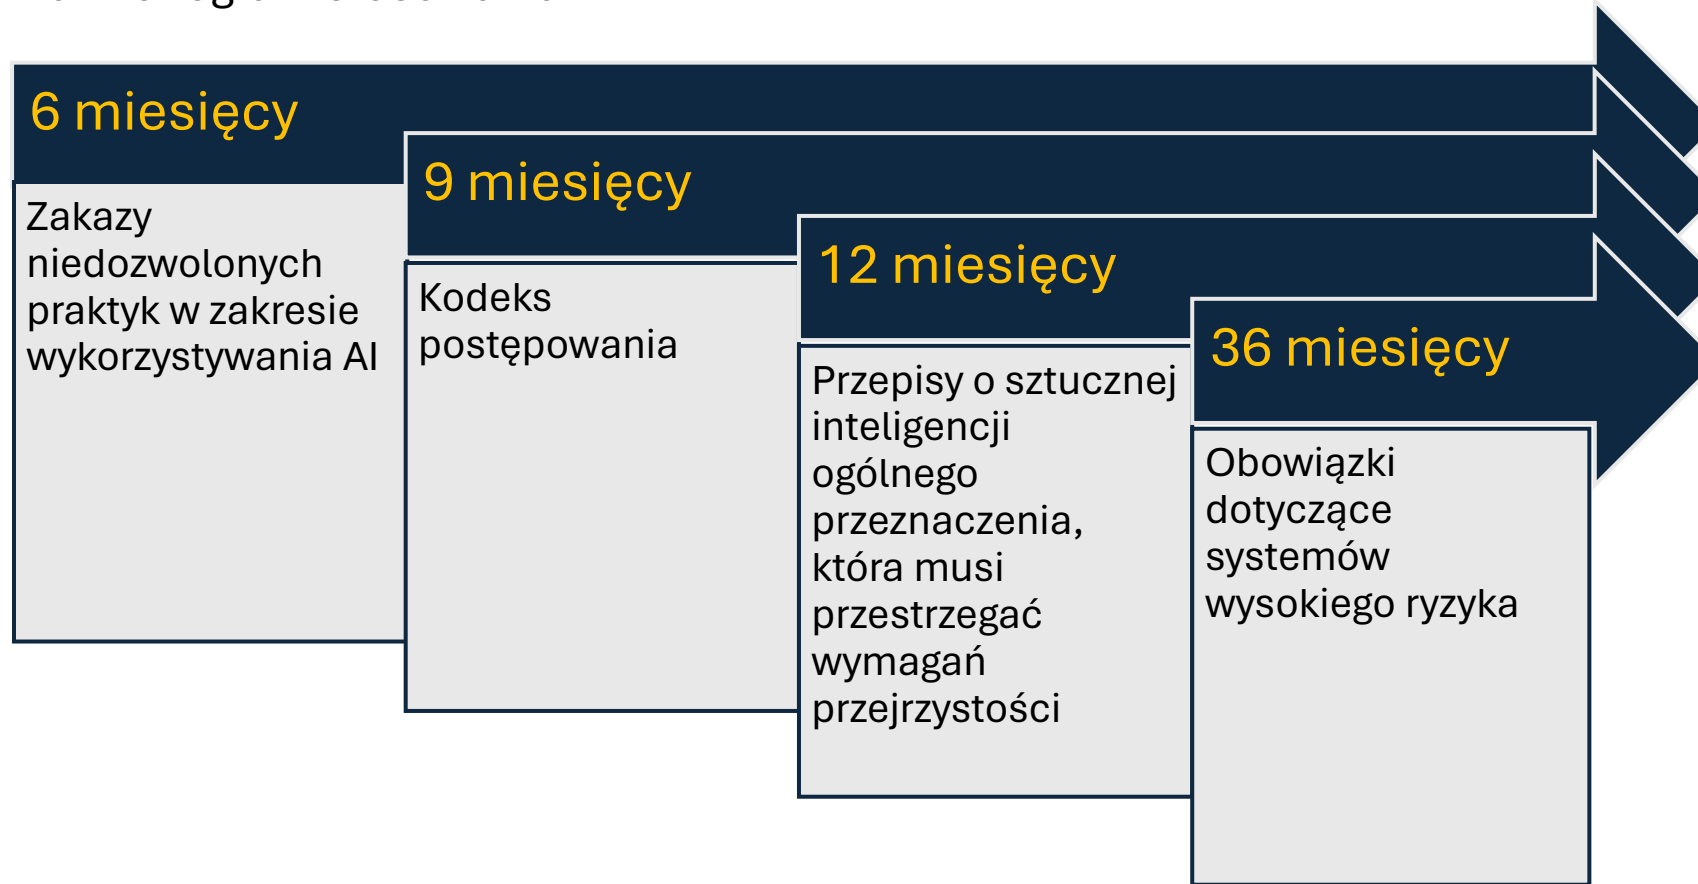 6 miesięcy
Zakazy
niedozwolonych
praktyk w zakresie
wykorzystywania AI
9 miesięcy
Kodeks
postępowania
12 miesięcy
Przepisy o sztucznej
inteligencji
ogólnego
przeznaczenia,
która musi
przestrzegać
wymagań
przejrzystości
36 miesięcy
Obowiązki
dotyczące
systemów
wysokiego ryzyka